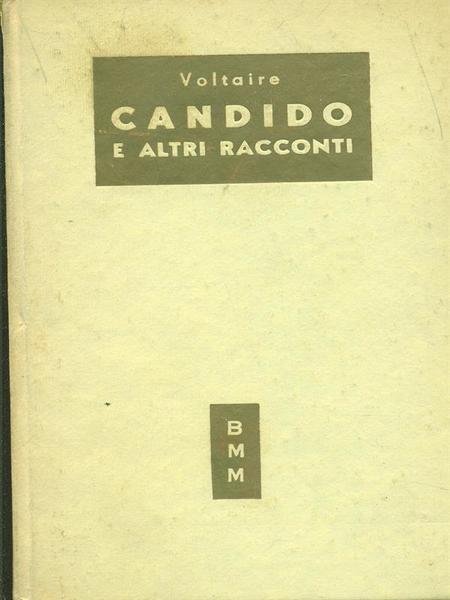 Voltaire
CANDIDO
E ALTRI RACCONTI
B
M
M